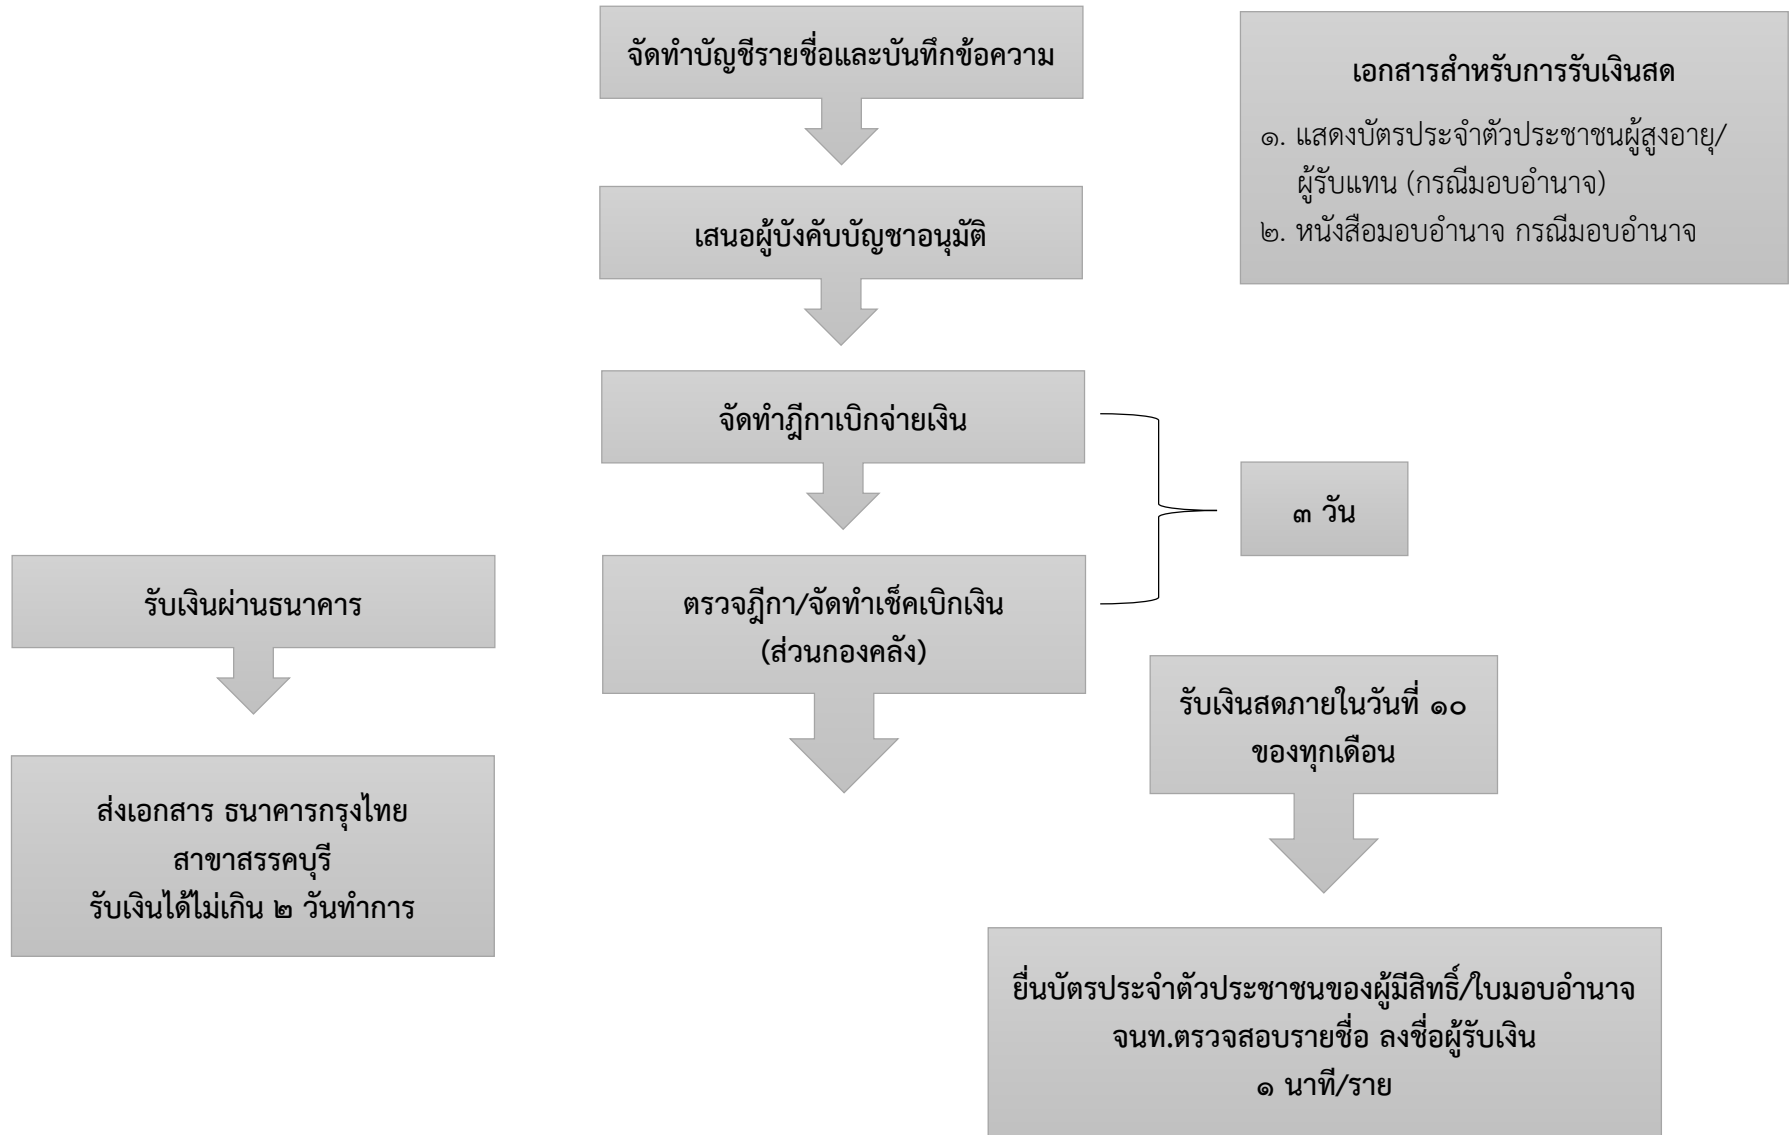 จัดทำบัญชีรายชื่อและบันทึกข้อความ
เอกสารสำหรับการรับเงินสด
๑. แสดงบัตรประจำตัวประชาชนผู้สูงอายุ/
ผู้รับแทน (กรณีมอบอำนาจ)
๒. หนังสือมอบอำนาจ กรณีมอบอำนาจ
เสนอผู้บังคับบัญชาอนุมัติ
จัดทำฎีกาเบิกจ่ายเงิน
๓ วัน
ตรวจฎีกา/จัดทำเช็คเบิกเงิน
(ส่วนกองคลัง)
รับเงินผ่านธนาคาร
ส่งเอกสาร ธนาคารกรุงไทย
สาขาสรรคบุรี
รับเงินได้ไม่เกิน ๒ วันทำการ
รับเงินสดภายในวันที่ ๑๐
ของทุกเดือน
ยื่นบัตรประจำตัวประชาชนของผู้มีสิทธิ์/ใบมอบอำนาจ
จนท.ตรวจสอบรายชื่อ ลงชื่อผู้รับเงิน
๑ นาที/ราย